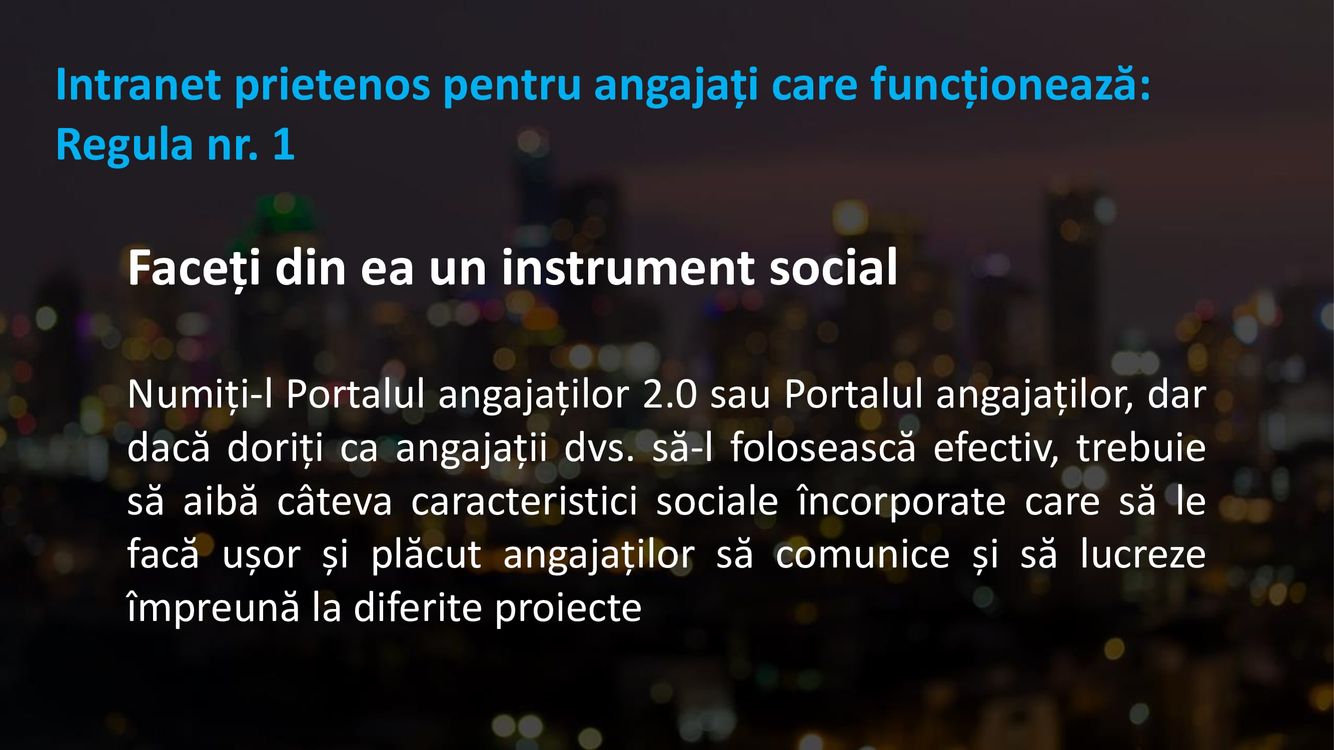 Intranet prietenos pentru angajați care funcționează:
Regula nr. 1
Faceți din ea un instrument social
Numiți-l Portalul angajaților 2.0 sau Portalul angajaților, dar
dacă doriți ca angajații dvs. să-l folosească efectiv, trebuie
să aibă câteva caracteristici sociale încorporate care să le
facă ușor și plăcut angajaților să comunice și să lucreze
împreună la diferite proiecte